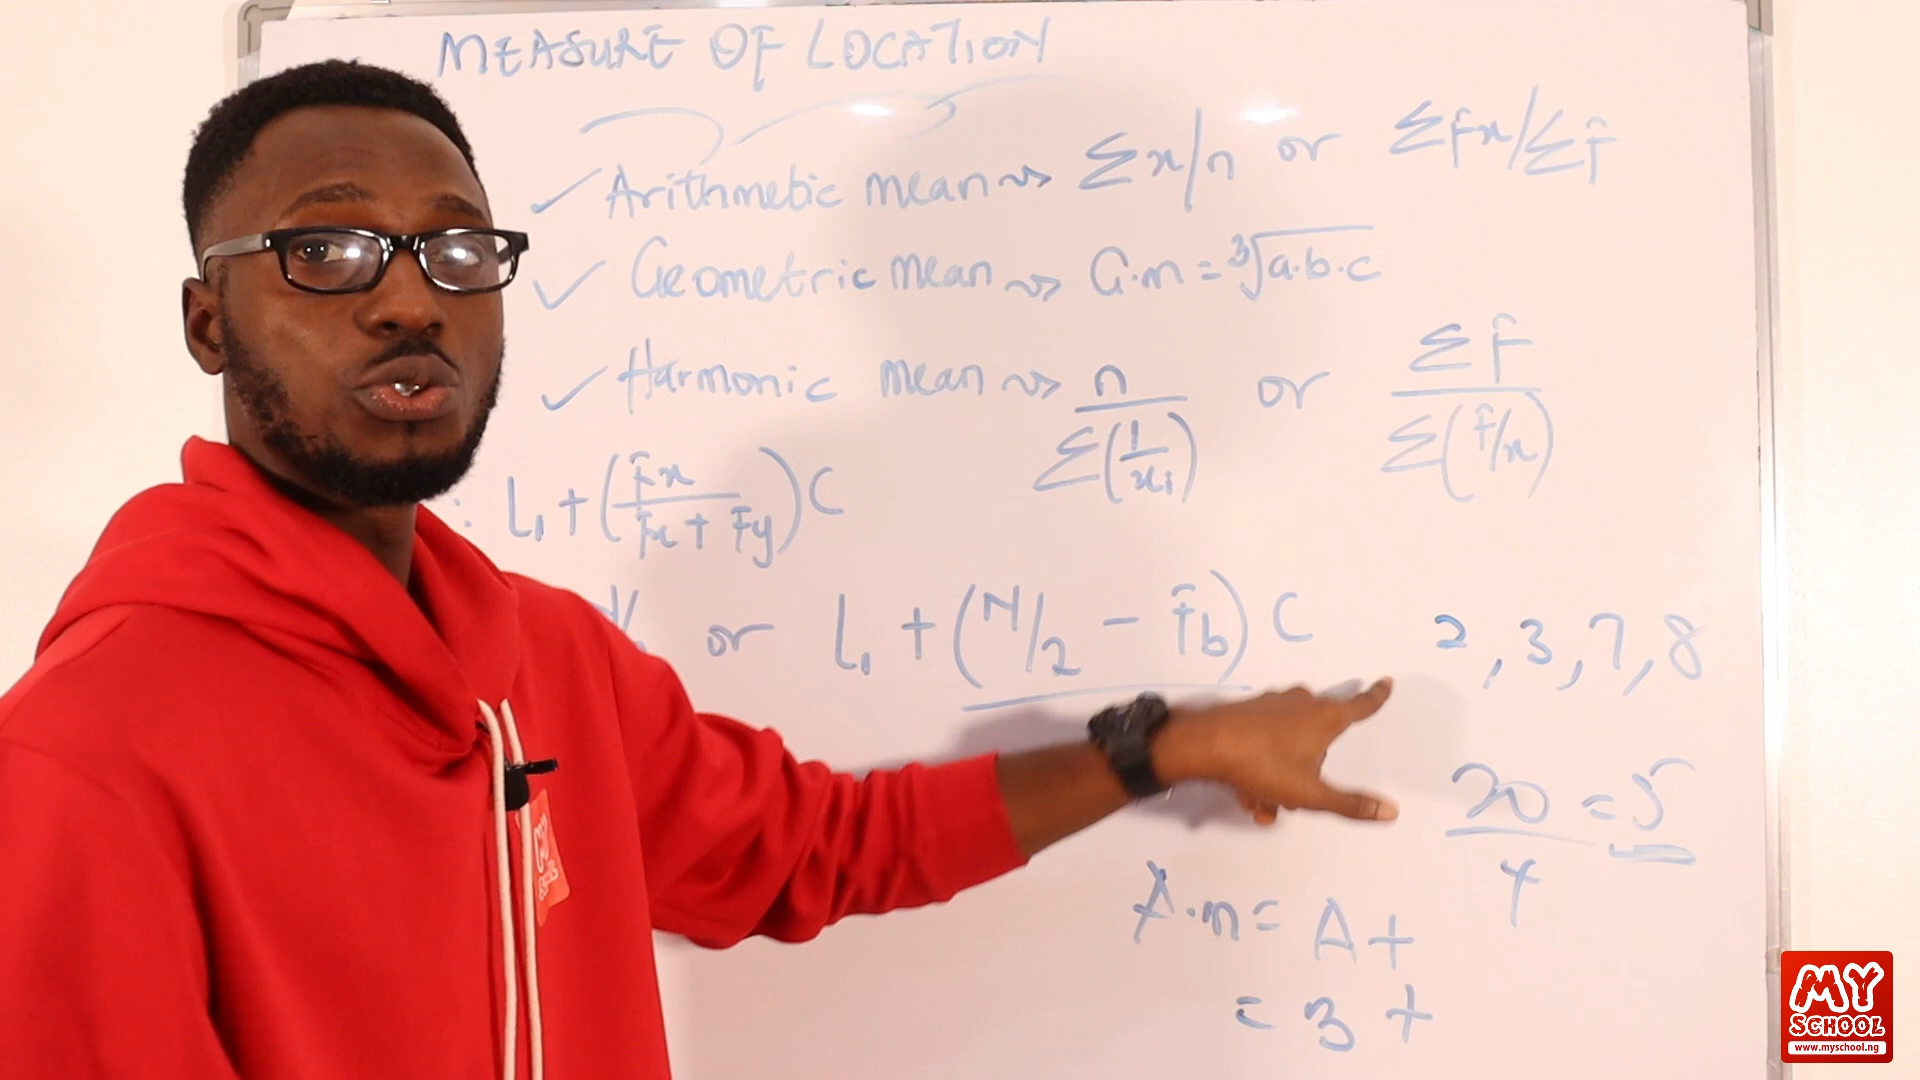 MEASURE OF LOCATION
✓ Arithmetic mean → Σx/n or ΣFx/ΣF
✓ Geometric mean → G.m = ∛a.b.c
✓ Harmonic mean → n/Σ(1/xi) or ΣF/Σ(F/x)
: L1 + (Fx/Fx + Fy)C
or L1 + (N/2 - Fb)C
2, 3, 7, 8
20/4 = 5
A.m = A +
= 3 +
MY
SCHOOL
www.myschool.ng